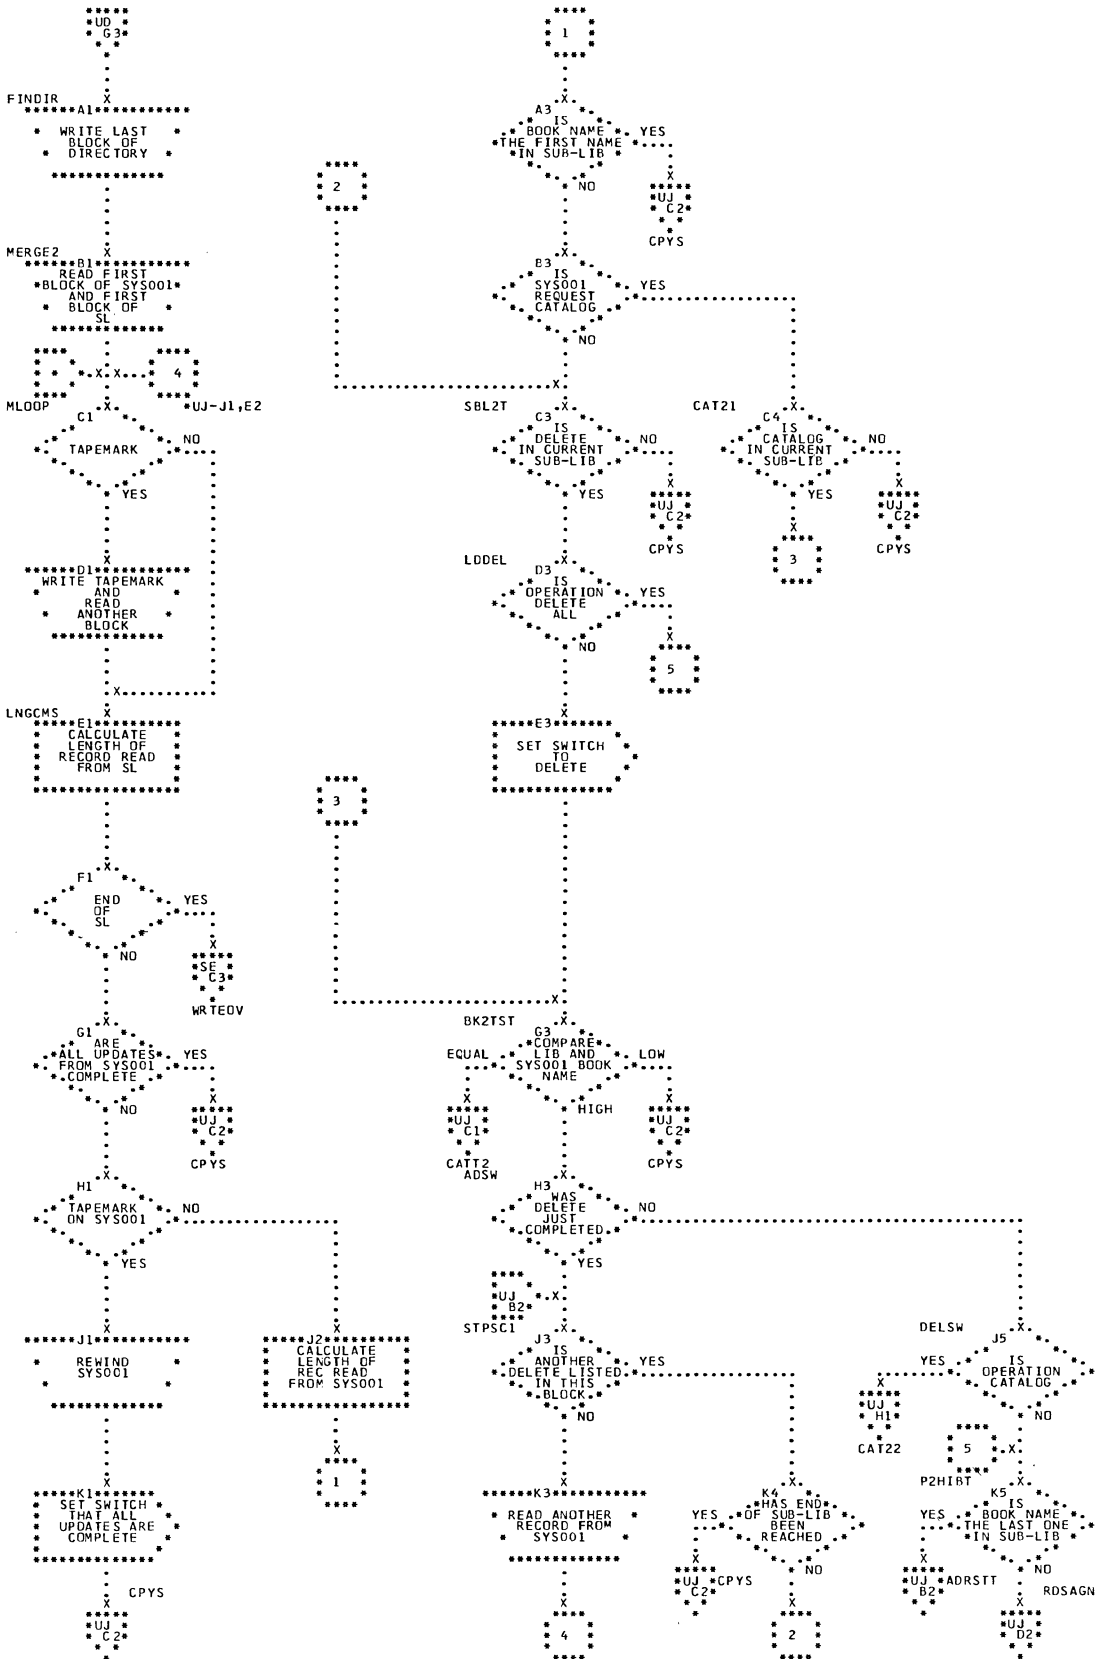 UD
G3
1
FINDIR
A1
WRITE LAST
BLOCK OF
DIRECTORY
A3
IS
BOOK NAME
THE FIRST NAME
IN SUB-LIB
YES
NO
UJ
C2
CPYS
2
MERGE2
B1
READ FIRST
BLOCK OF SYS001
AND FIRST
BLOCK OF
SL
B3
IS
SYS001
REQUEST
CATALOG
YES
NO
4
*UJ-J1,E2
MLOOP
C1
TAPEMARK
NO
YES
SBL2T
C3
IS
DELETE
IN CURRENT
SUB-LIB
NO
YES
UJ
C2
CPYS
CAT21
C4
IS
CATALOG
IN CURRENT
SUB-LIB
NO
YES
UJ
C2
CPYS
3
D1
WRITE TAPEMARK
AND
READ
ANOTHER
BLOCK
LDDEL
D3
IS
OPERATION
DELETE
ALL
YES
NO
5
LNGCMS
E1
CALCULATE
LENGTH OF
RECORD READ
FROM SL
E3
SET SWITCH
TO
DELETE
3
F1
END
OF
SL
YES
NO
SE
C3
WRTEOV
G1
ARE
ALL UPDATES
FROM SYS001
COMPLETE
YES
NO
UJ
C2
CPYS
BK2TST
G3
COMPARE
LIB AND
SYS001 BOOK
NAME
EQUAL
LOW
HIGH
UJ
C1
CATT2
ADSW
UJ
C2
CPYS
H1
TAPEMARK
ON SYS001
NO
YES
H3
WAS
DELETE
JUST
COMPLETED
NO
YES
UJ
B2
STPSC1
J1
REWIND
SYS001
J2
CALCULATE
LENGTH OF
REC READ
FROM SYS001
1
J3
IS
ANOTHER
DELETE LISTED
IN THIS
BLOCK
YES
NO
DELSW
J5
IS
OPERATION
CATALOG
YES
NO
UJ
H1
CAT22
5
P2HIBT
K1
SET SWITCH
THAT ALL
UPDATES ARE
COMPLETE
CPYS
UJ
C2
K3
READ ANOTHER
RECORD FROM
SYS001
4
K4
HAS END
OF SUB-LIB
BEEN
REACHED
YES
NO
UJ
C2
CPYS
2
K5
IS
BOOK NAME
THE LAST ONE
IN SUB-LIB
YES
NO
UJ
B2
ADRSTT
RDSAGN
UJ
D2